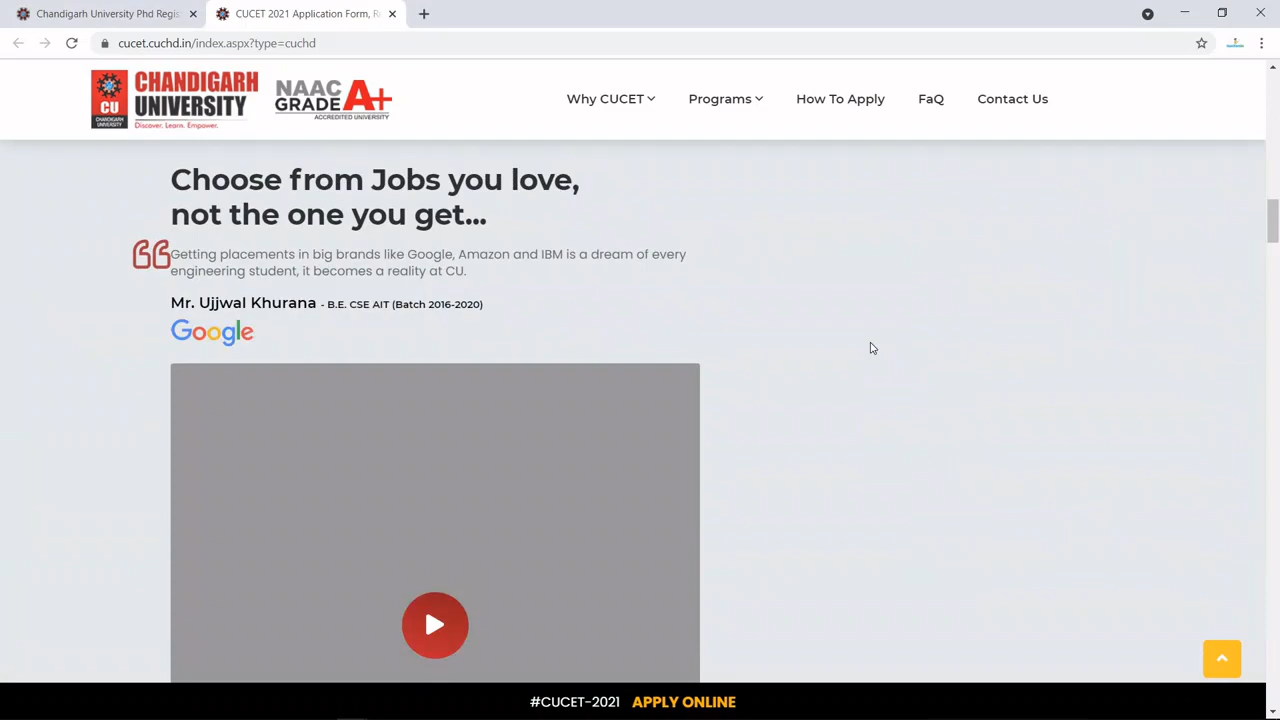 Chandigarh University Phd Regis
CUCET 2021 Application Form, R
cucet.cuchd.in/index.aspx?type=cuchd
CU
CHANDIGARH
UNIVERSITY
CHANDIGARH
UNIVERSITY
Discover. Learn. Empower.
NAAC
GRADE A+
ACCREDITED UNIVERSITY
Why CUCET
Programs
How To Apply
FaQ
Contact Us
Choose from Jobs you love,
not the one you get...
Getting placements in big brands like Google, Amazon and IBM is a dream of every
engineering student, it becomes a reality at CU.
Mr. Ujjwal Khurana - B.E. CSE AIT (Batch 2016-2020)
Google
#CUCET-2021 APPLY ONLINE